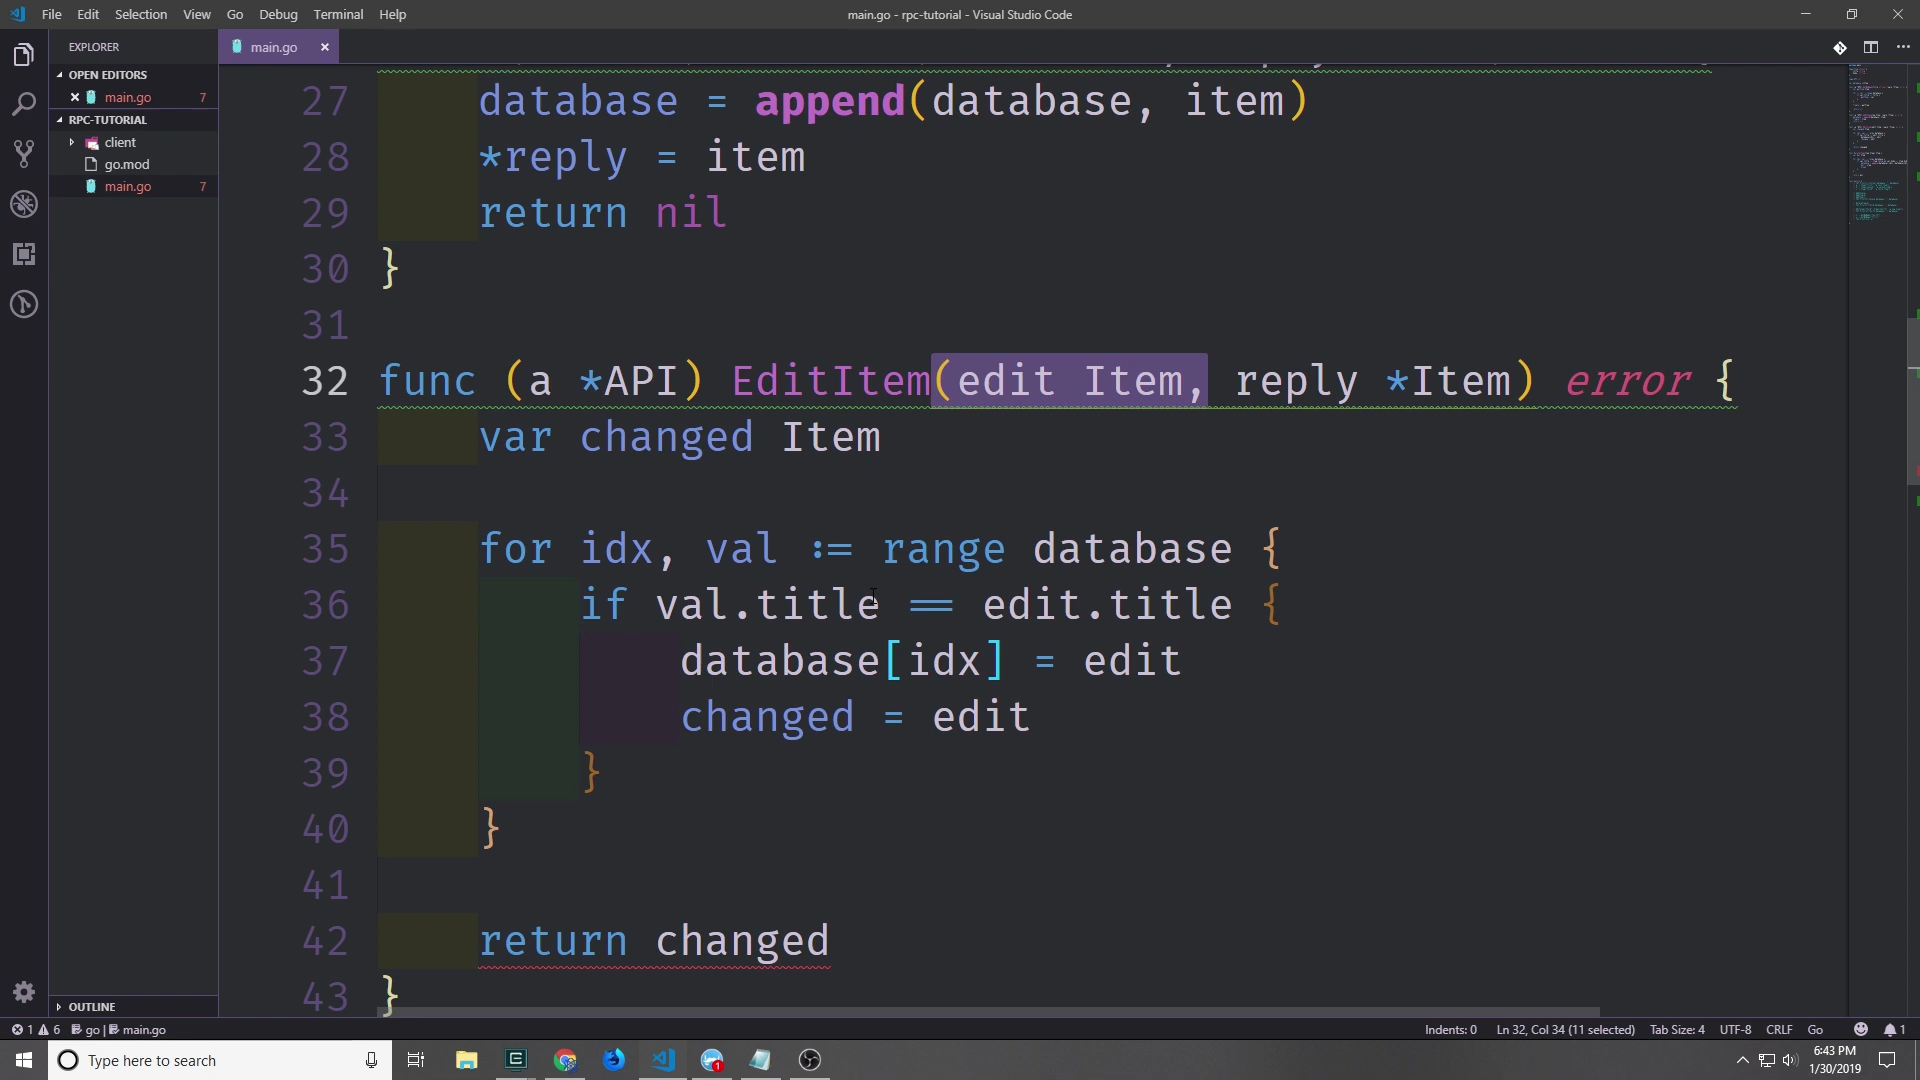 File Edit Selection View Go Debug Terminal Help
main.go - rpc-tutorial - Visual Studio Code
EXPLORER
main.go
OPEN EDITORS
main.go 7
RPC-TUTORIAL
client
go.mod
main.go 7
OUTLINE
27 database = append(database, item)
28 *reply = item
29 return nil
30 }
31
32 func (a *API) EditItem(edit Item, reply *Item) error {
33 var changed Item
34
35 for idx, val := range database {
36 if val.title == edit.title {
37 database[idx] = edit
38 changed = edit
39 }
40 }
41
42 return changed
43 }
1 6 go | main.go
Indents: 0 Ln 32, Col 34 (11 selected) Tab Size: 4 UTF-8 CRLF Go 1
Type here to search
1
6:43 PM
1/30/2019